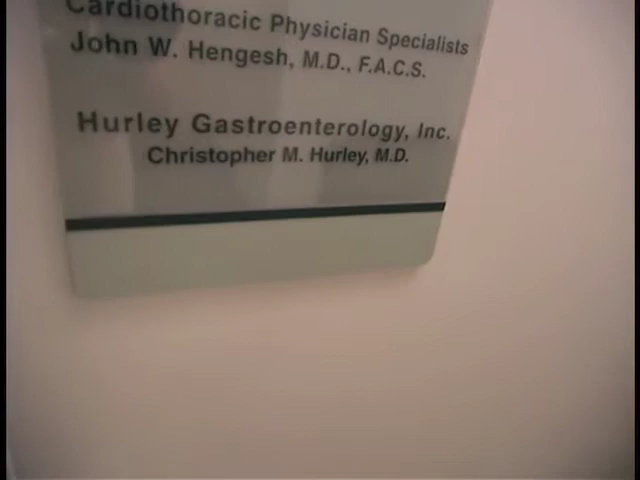 Cardiothoracic Physician Specialists
John W. Hengesh, M.D., F.A.C.S.
Hurley Gastroenterology, Inc.
Christopher M. Hurley, M.D.